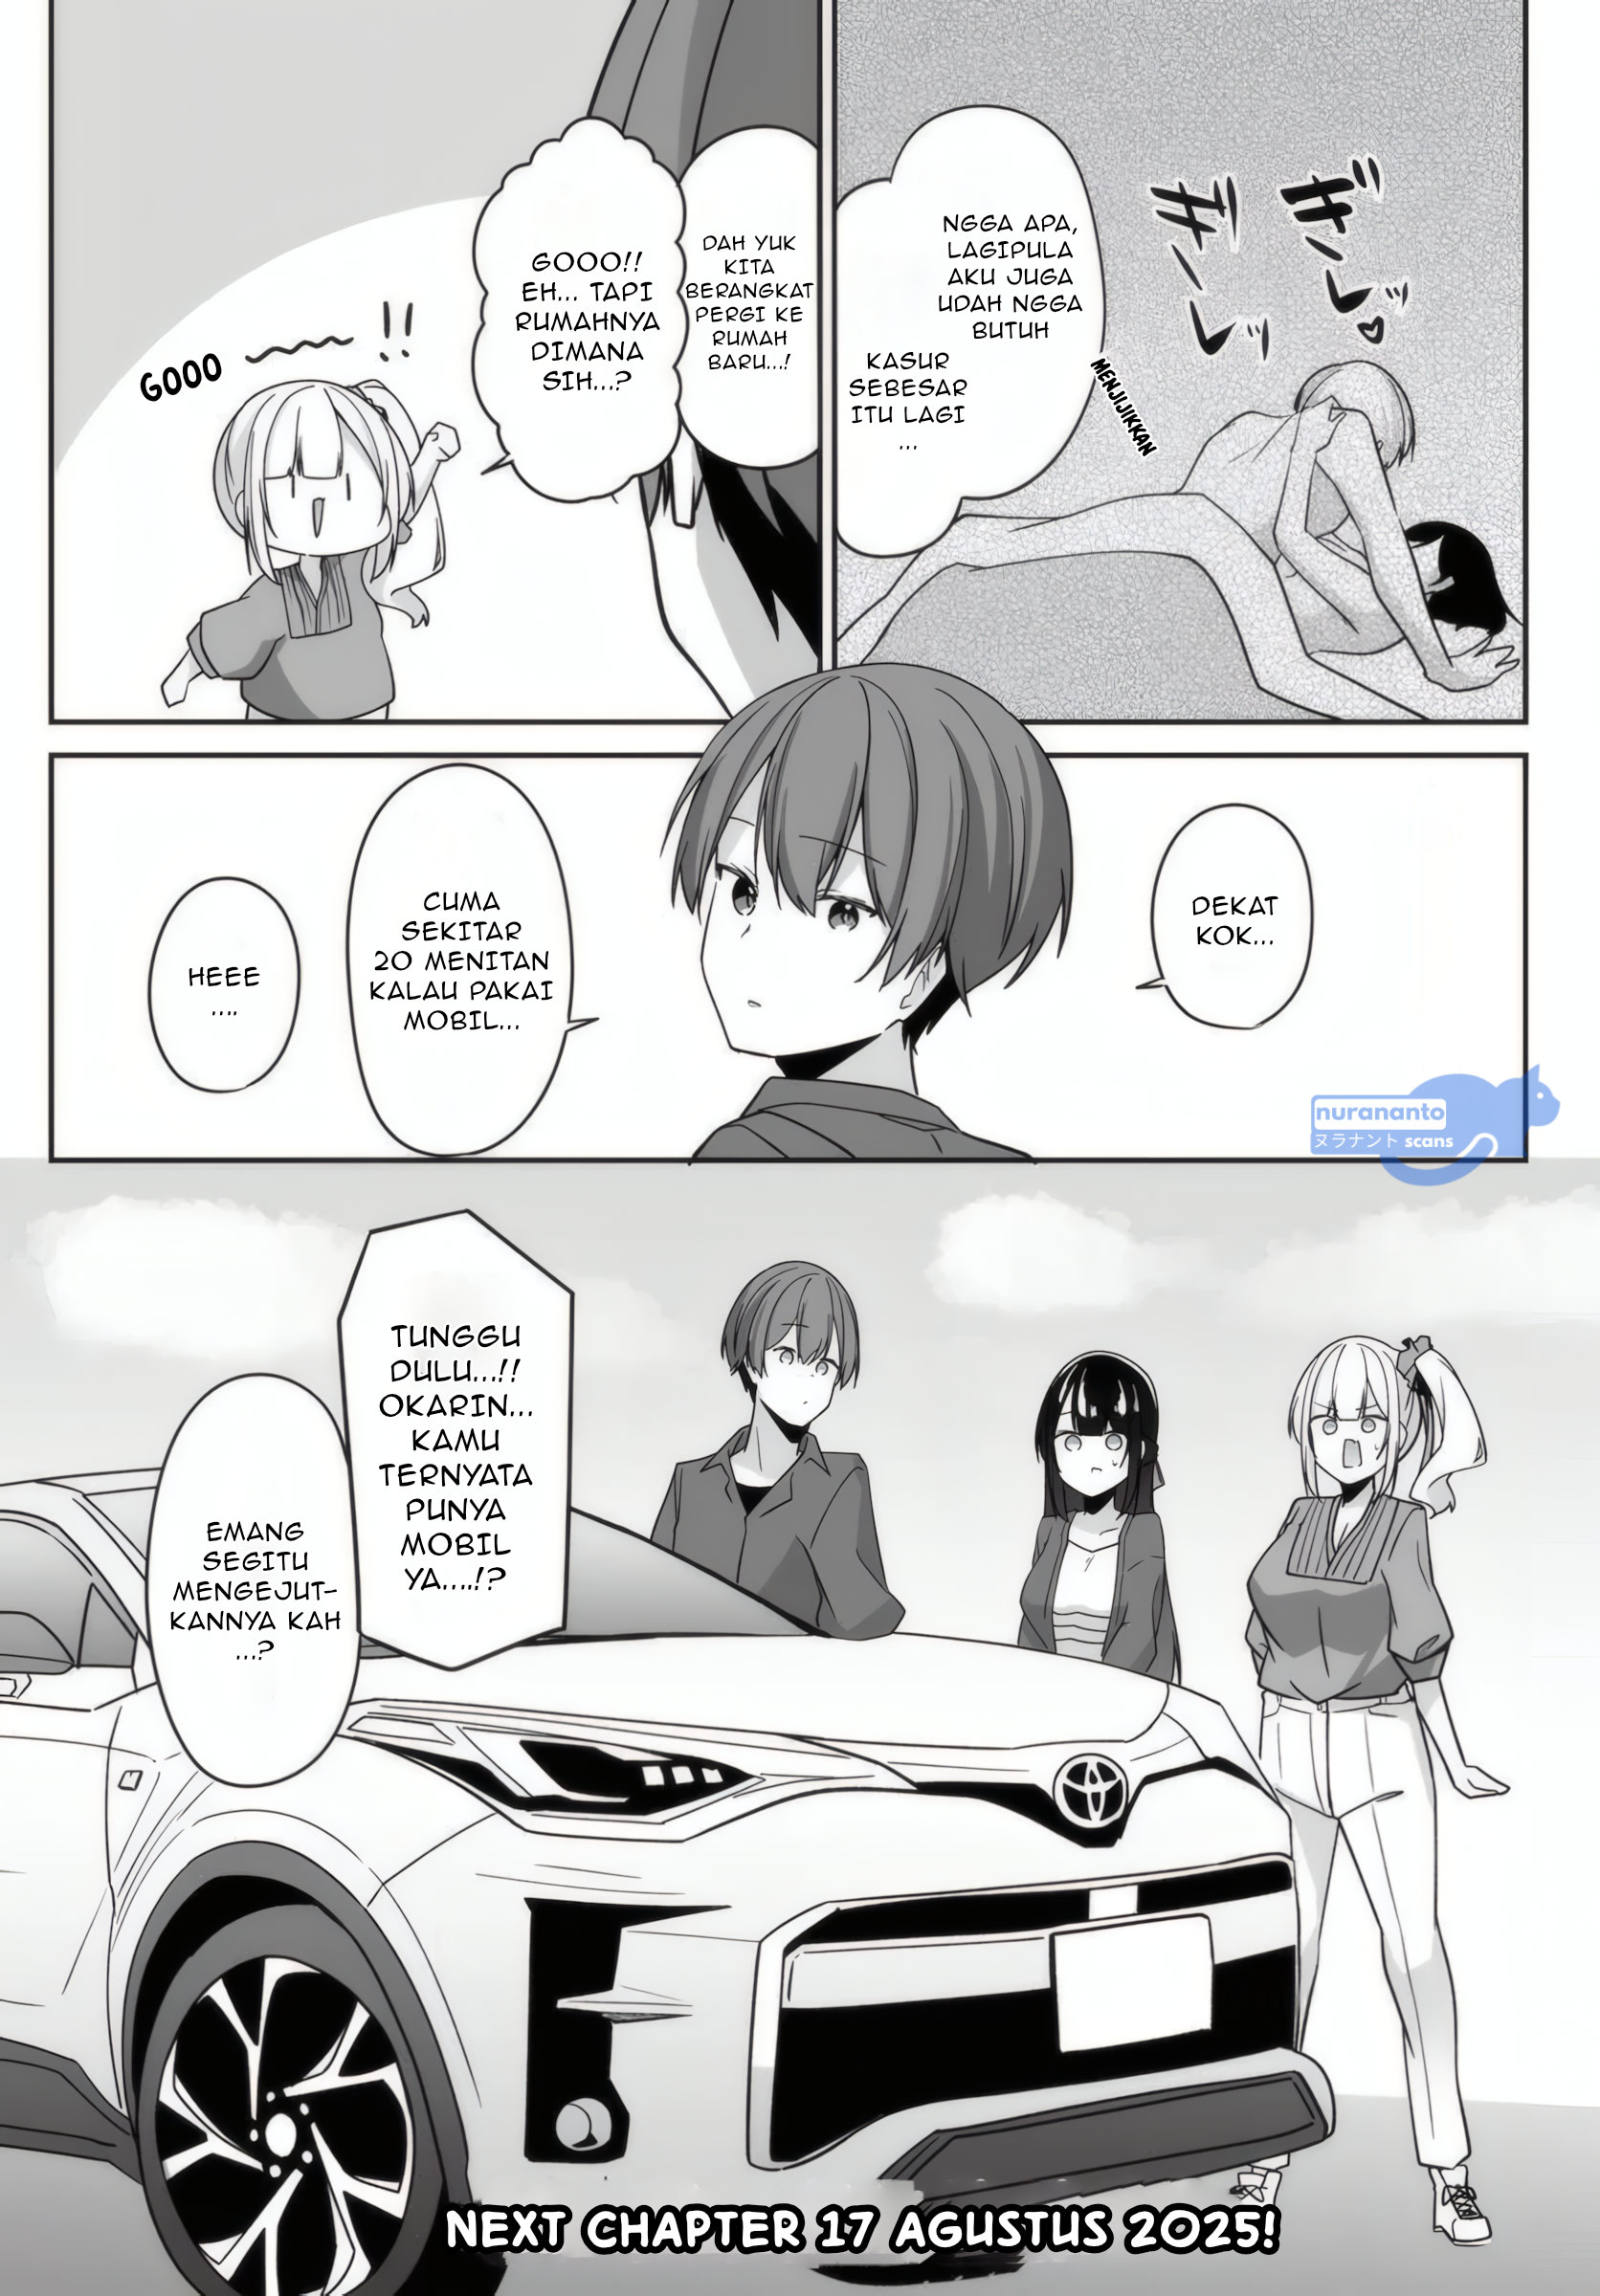 NGGA APA,
LAGIPULA
AKU JUGA
UDAH NGGA
BUTUH
KASUR
SEBESAR
ITU LAGI
...
ギーレッ
ギーレッ♡
MENJIJIKKAN
DAH YUK
KITA
BERANGKAT
PERGI KE
RUMAH
BARU...!
GOOO!!
EH... TAPI
RUMAHNYA
DIMANA
SIH...?
GOOO
!!
DEKAT
KOK...
CUMA
SEKITAR
20 MENITAN
KALAU PAKAI
MOBIL...
HEEE
....
nurananto
ヌラナント scans
TUNGGU
DULU...!!
OKARIN...
KAMU
TERNYATA
PUNYA
MOBIL
YA....!?
EMANG
SEGITU
MENGEJUT-
KANNYA KAH
...?
NEXT CHAPTER 17 AGUSTUS 2025!